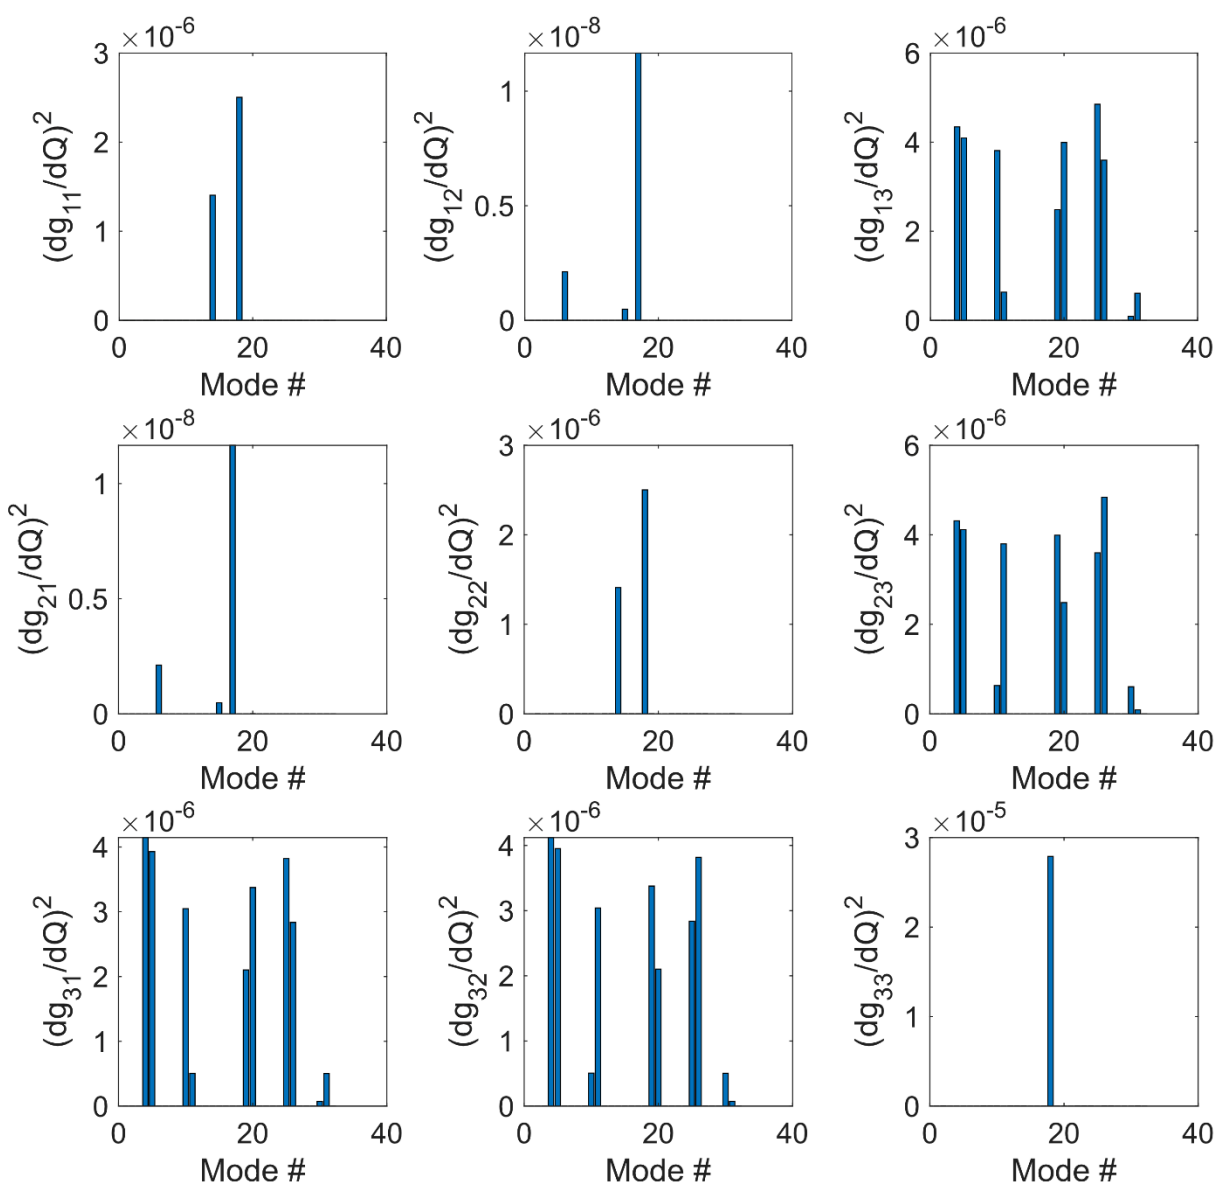 ×10⁻⁶
(dg₁₁/dQ)²
3
2
1
0
0 20 40
Mode #
×10⁻⁸
(dg₁₂/dQ)²
1
0.5
0
0 20 40
Mode #
×10⁻⁶
(dg₁₃/dQ)²
6
4
2
0
0 20 40
Mode #
×10⁻⁸
(dg₂₁/dQ)²
1
0.5
0
0 20 40
Mode #
×10⁻⁶
(dg₂₂/dQ)²
3
2
1
0
0 20 40
Mode #
×10⁻⁶
(dg₂₃/dQ)²
6
4
2
0
0 20 40
Mode #
×10⁻⁶
(dg₃₁/dQ)²
4
3
2
1
0
0 20 40
Mode #
×10⁻⁶
(dg₃₂/dQ)²
4
3
2
1
0
0 20 40
Mode #
×10⁻⁵
(dg₃₃/dQ)²
3
2
1
0
0 20 40
Mode #